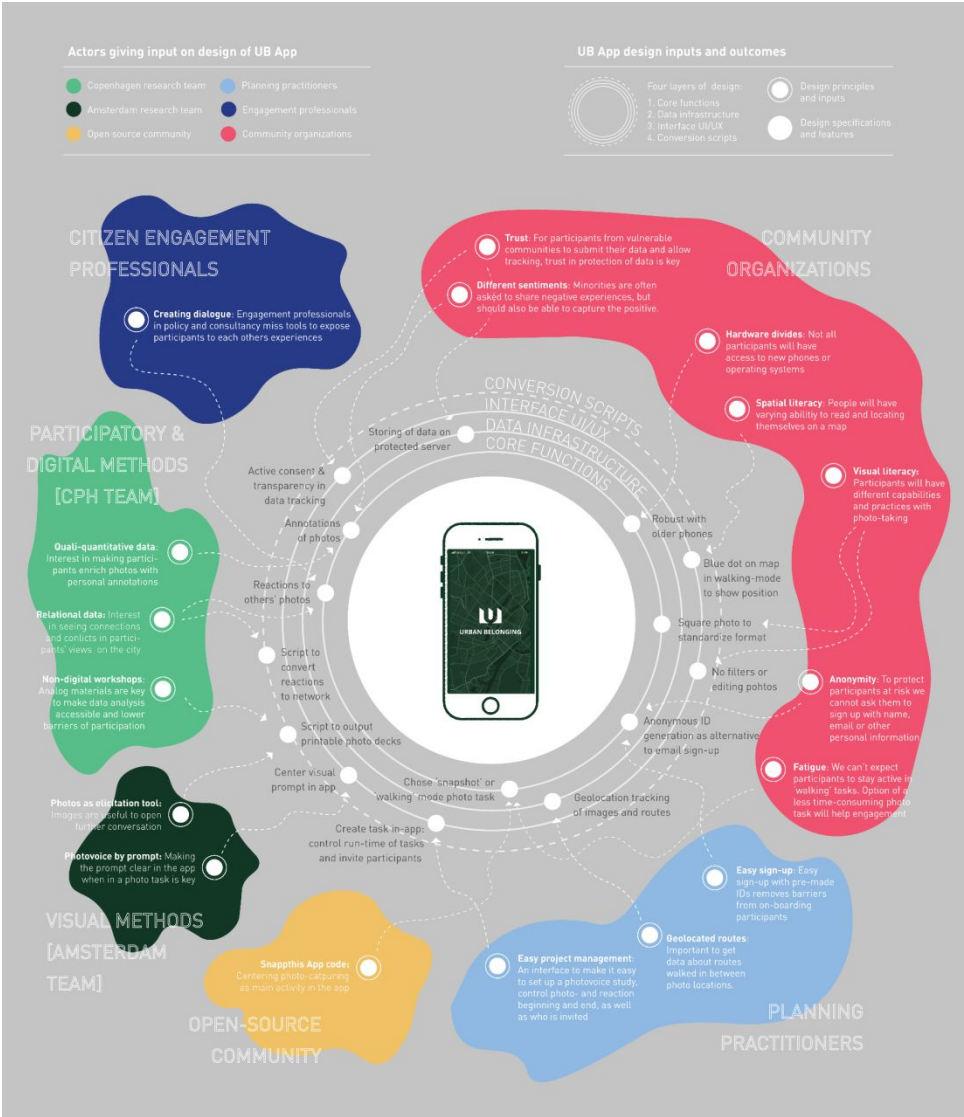 Actors giving input on design of UB App
Copenhagen research team
Amsterdam research team
Open source community
Planning practitioners
Engagement professionals
Community organizations
UB App design inputs and outcomes
Four layers of design:
1. Core functions
2. Data infrastructure
3. Interface UI/UX
4. Conversion scripts
Design principles
and inputs
Design specifications
and features
CITIZEN ENGAGEMENT
PROFESSIONALS
Creating dialogue: Engagement professionals
in policy and consultancy miss tools to expose
participants to each others experiences
COMMUNITY
ORGANIZATIONS
Trust: For participants from vulnerable
communities to submit their data and allow
tracking, trust in protection of data is key
Different sentiments: Minorities are often
asked to share negative experiences, but
should also be able to capture the positive.
Hardware divides: Not all
participants will have
access to new phones or
operating systems
Spatial literacy: People will have
varying abilitiy to read and locating
themselves on a map
Visual literacy:
Participants will have
different capabilities
and practices with
photo-taking
Anonymity: To protect
participants at risk we
cannot ask them to
sign up with name,
email or other
personal information
Fatigue: We can't expect
participants to stay active in
'walking' tasks. Option of a
less time-consuming photo
task will help engagement
PARTICIPATORY &
DIGITAL METHODS
[CPH TEAM]
Quali-quantitative data:
Interest in making partici-
pants enrich photos with
personal annotations
Relational data: Interest
in seeing connections
and conlicts in partici-
pants' views on the city
Non-digital workshops:
Analog materials are key
to make data analysis
accessible and lower
barriers of participation
CONVERSION SCRIPTS
INTERFACE UI/UX
DATA INFRASTRUCTURE
CORE FUNCTIONS
Storing of data on
protected server
Active consent &
transparency in
data tracking
Annotations
of photos
Reactions to
others' photos
Script to
convert
reactions
to network
Script to output
printable photo decks
Center visual
prompt in app
Create task in-app:
control run-time of tasks
and invite participants
Chose 'snapshot' or
'walking' mode photo task
Geolocation tracking
of images and routes
Anonymous ID
generation as alternative
to email sign-up
No filters or
editing pohtos
Square photo to
standardize format
Blue dot on map
in walking-mode
to show position
Robust with
older phones
URBAN BELONGING
Photos as elicitation tool:
Images are useful to open
further conversation
Photovoice by prompt: Making
the prompt clear in the app
when in a photo task is key
VISUAL METHODS
[AMSTERDAM
TEAM]
Snappthis App code:
Centering photo-catpuring
as main activity in the app
OPEN-SOURCE
COMMUNITY
Easy sign-up: Easy
sign-up with pre-made
IDs removes barriers
from on-boarding
participants
Geolocated routes:
Important to get
data about routes
walked in between
photo locations.
Easy project management:
An interface to make it easy
to set up a photovoice study,
control photo- and reaction
beginning and end, as well
as who is invited
PLANNING
PRACTITIONERS